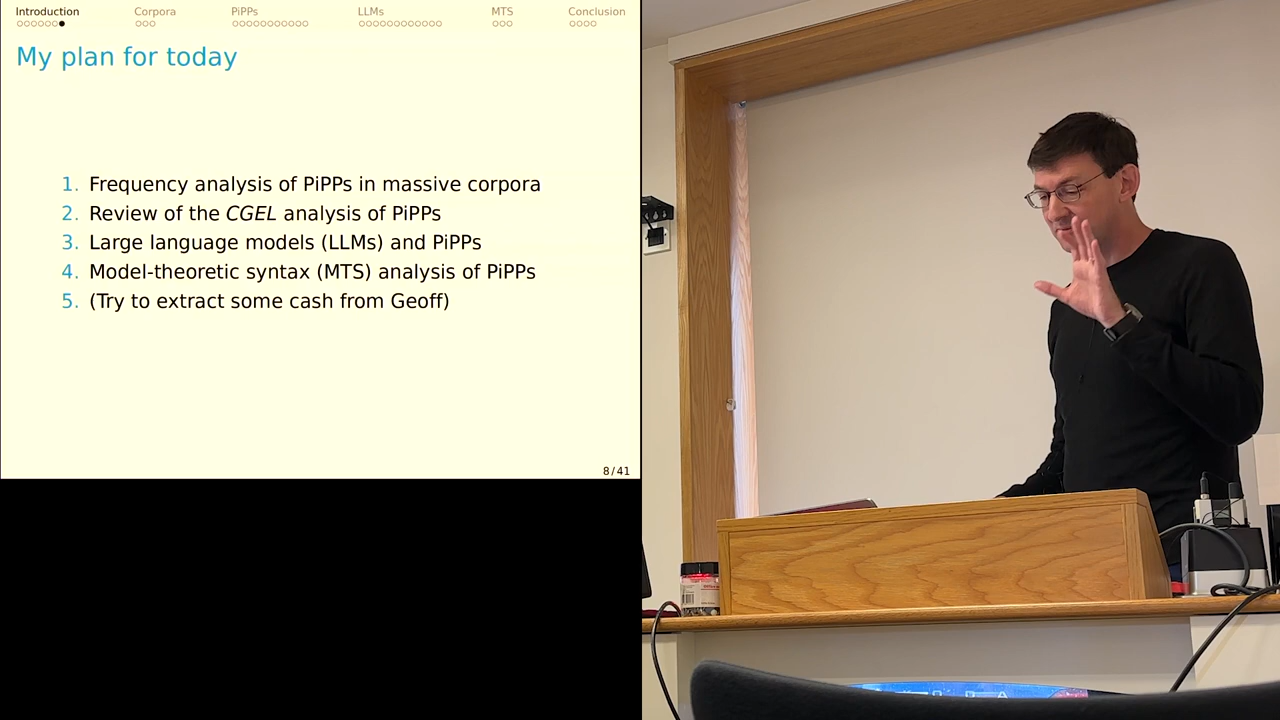 Introduction Corpora PiPPs LLMs MTS Conclusion
My plan for today
1. Frequency analysis of PiPPs in massive corpora
2. Review of the CGEL analysis of PiPPs
3. Large language models (LLMs) and PiPPs
4. Model-theoretic syntax (MTS) analysis of PiPPs
5. (Try to extract some cash from Geoff)
8/41